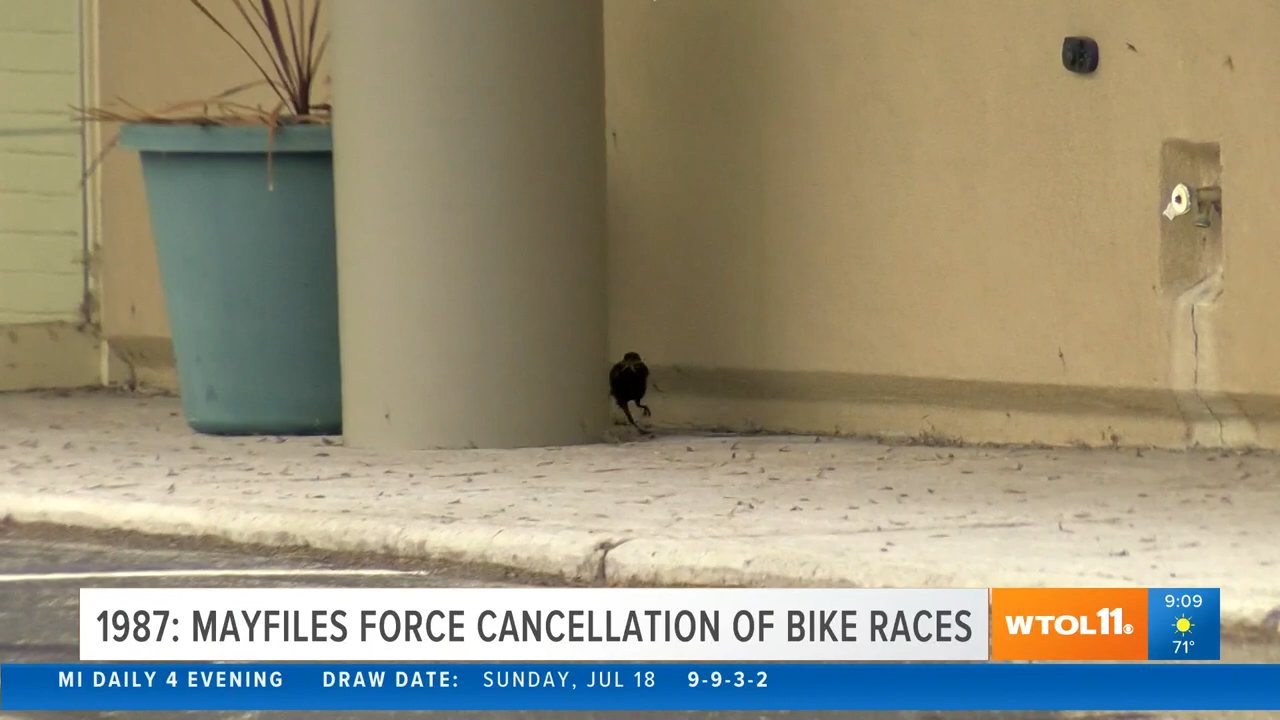 1987: MAYFILES FORCE CANCELLATION OF BIKE RACES
WTOL11
9:09
71°
MI DAILY 4 EVENING DRAW DATE: SUNDAY, JUL 18 9-9-3-2